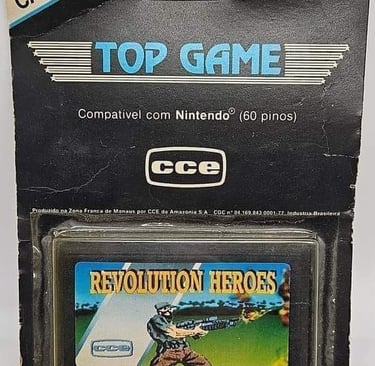 TOP GAME
Compatível com Nintendo® (60 pinos)
cce
Produzido na Zona Franca de Manaus por CCE da Amazonia S.A. CGC nº 04.169.843 0001-77 Industria Brasileira
REVOLUTION HEROES
cce